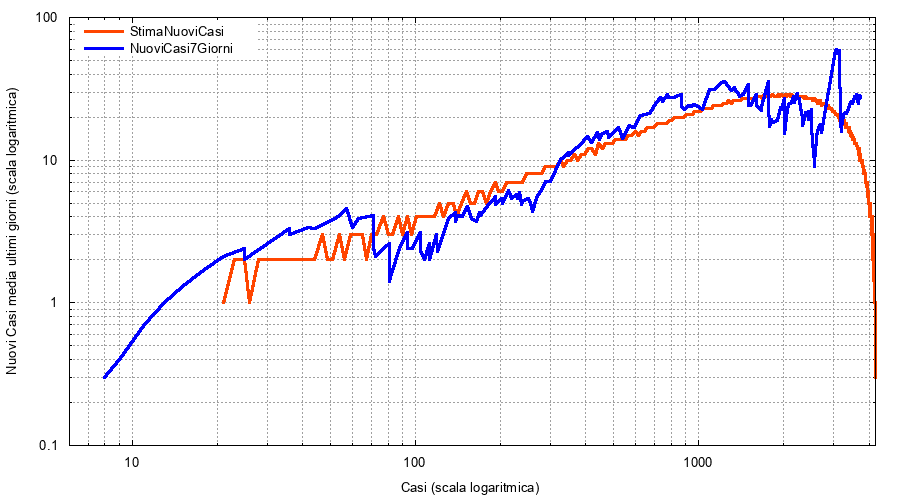 100
StimaNuoviCasi
NuoviCasi7Giorni
10
1
0.1
Nuovi Casi media ultimi giorni (scala logaritmica)
10 100 1000
Casi (scala logaritmica)